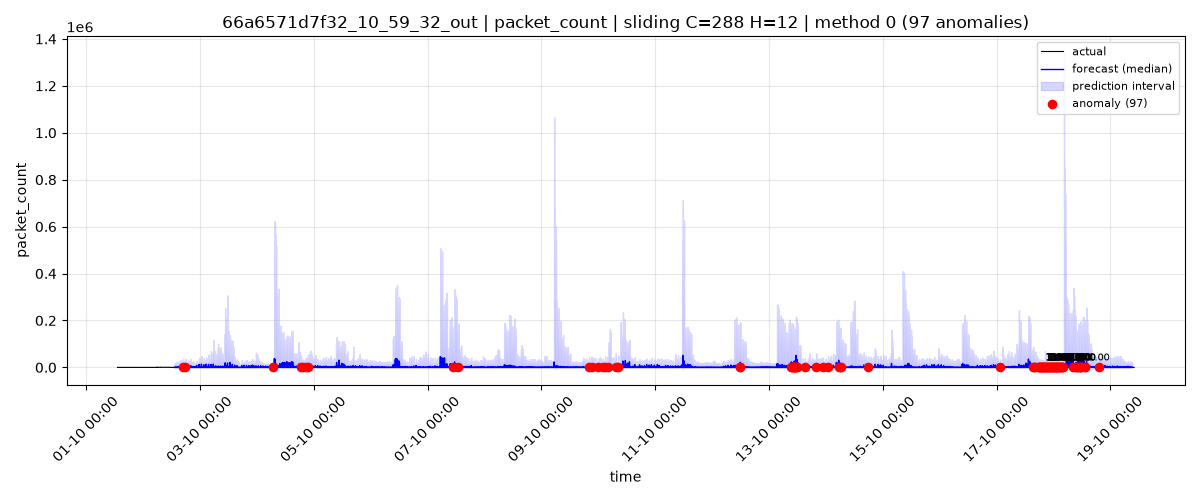 66a6571d7f32_10_59_32_out | packet_count | sliding C=288 H=12 | method 0 (97 anomalies)
1e6
actual
forecast (median)
prediction interval
anomaly (97)
1.4
1.2
1.0
0.8
0.6
0.4
0.2
0.0
packet_count
01-10 00:00
03-10 00:00
05-10 00:00
07-10 00:00
09-10 00:00
11-10 00:00
13-10 00:00
15-10 00:00
17-10 00:00
19-10 00:00
time